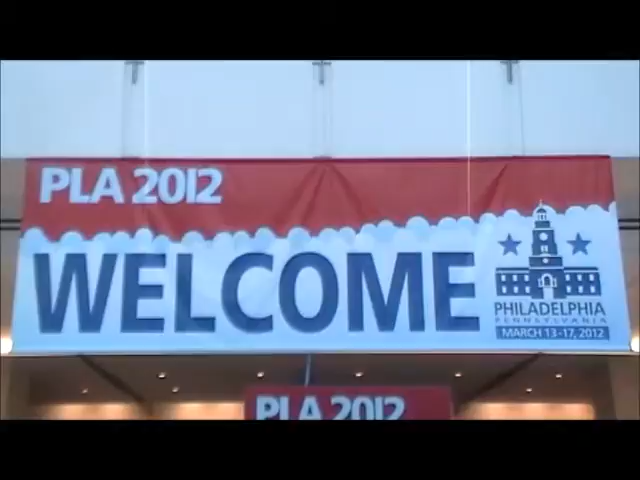 PLA 2012
WELCOME
PHILADELPHIA
PENNSYLVANIA
MARCH 13-17, 2012
PLA 2012